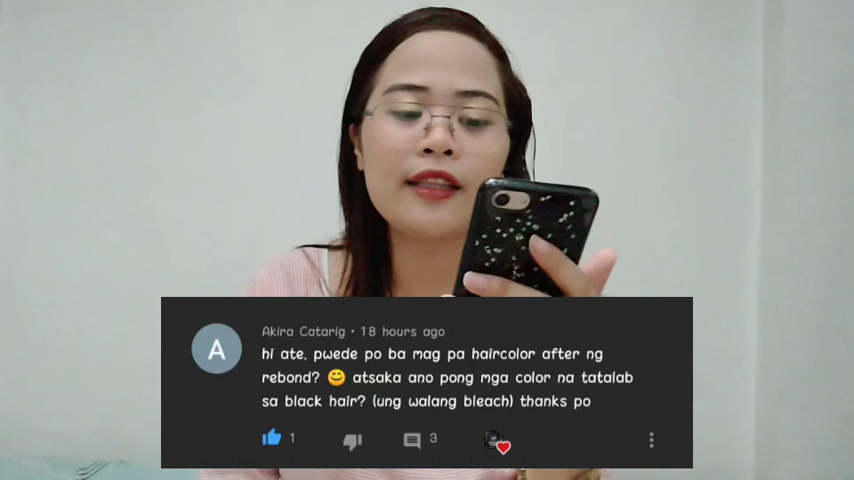 A
Akira Catarig • 18 hours ago
hi ate, pwede po ba mag pa haircolor after ng
rebond? 😊 atsaka ano pong mga color na tatalab
sa black hair? (ung walang bleach) thanks po
1
3